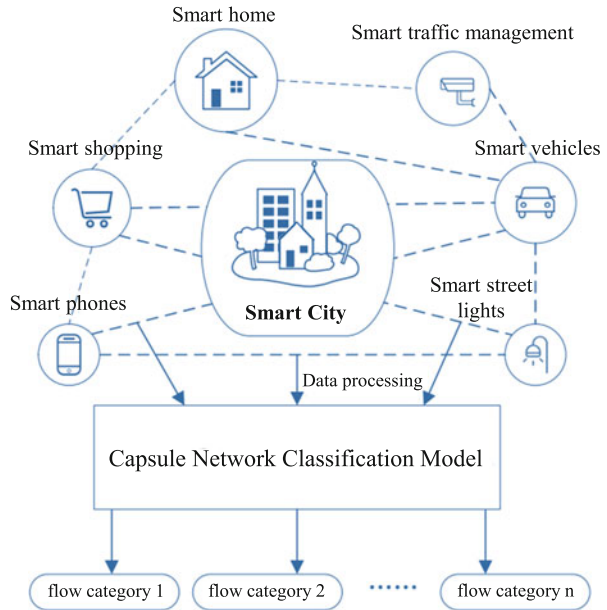 Smart home
Smart traffic management
Smart shopping
Smart vehicles
Smart phones
Smart City
Smart street
lights
Data processing
Capsule Network Classification Model
flow category 1
flow category 2
······
flow category n